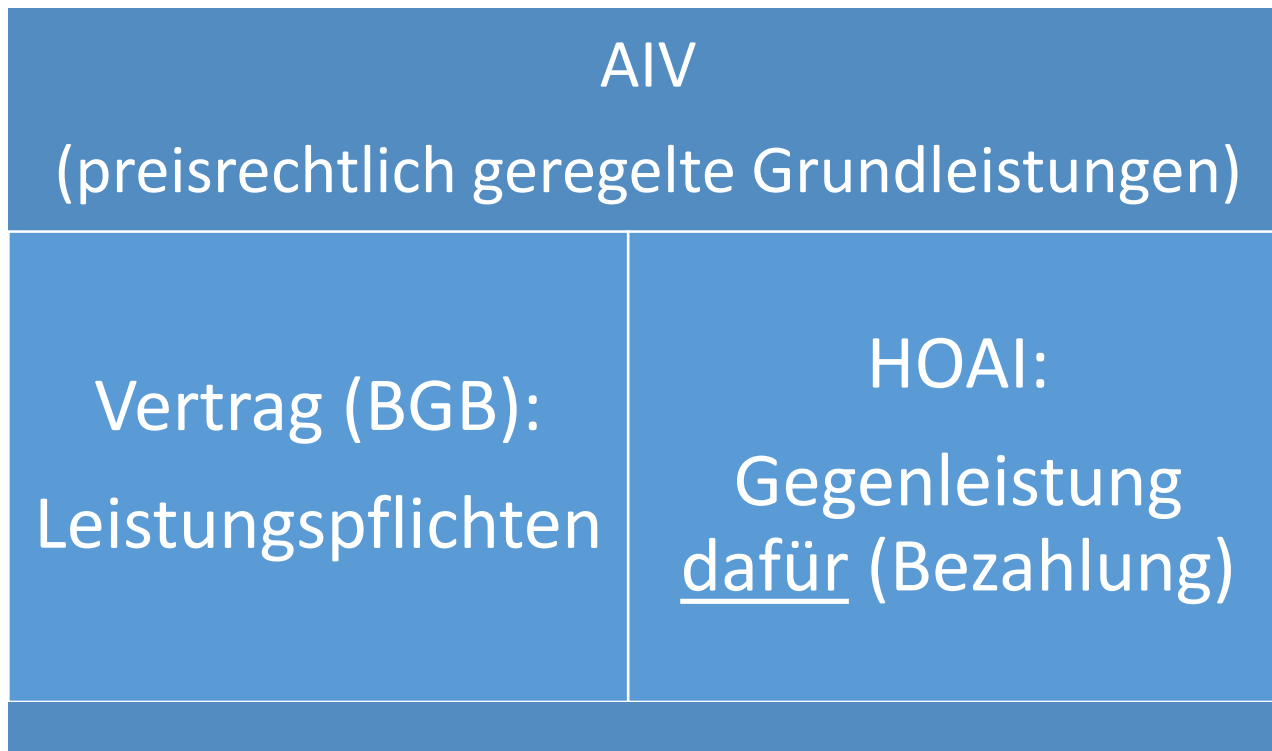 AIV
(preisrechtlich geregelte Grundleistungen)
Vertrag (BGB):
Leistungspflichten
HOAI:
Gegenleistung
dafür (Bezahlung)